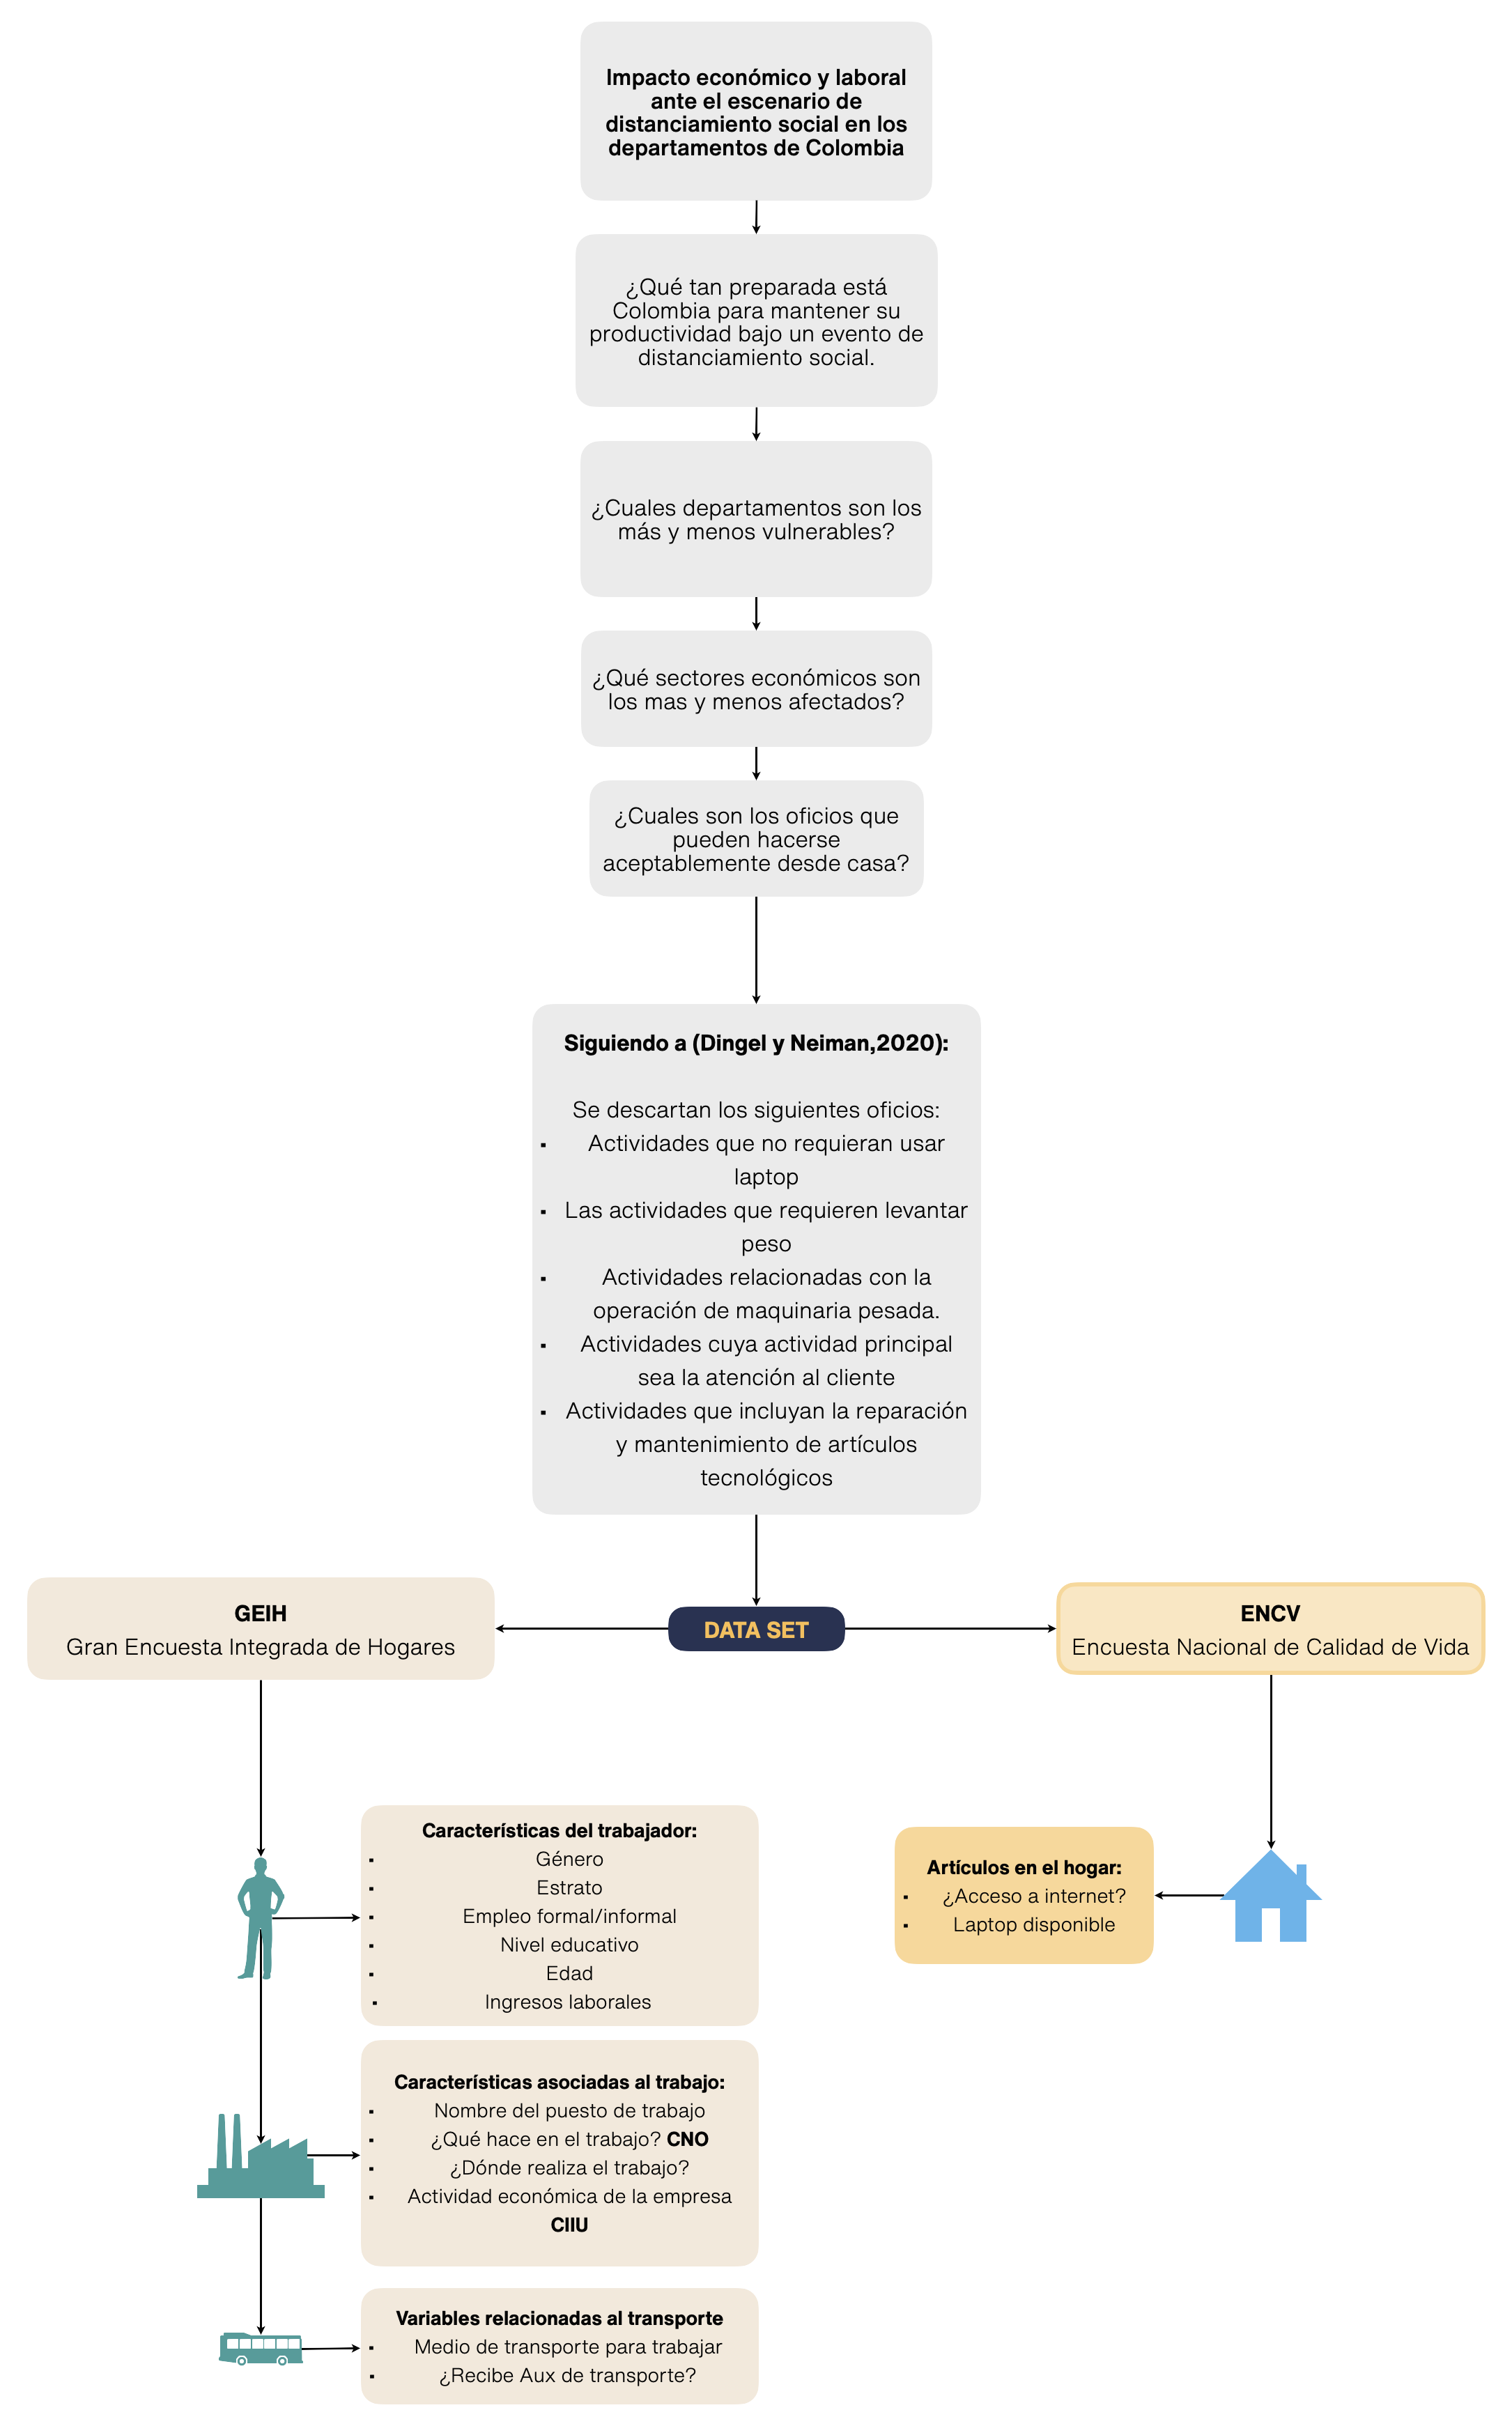 Impacto económico y laboral
ante el escenario de
distanciamiento social en los
departamentos de Colombia
¿Qué tan preparada está
Colombia para mantener su
productividad bajo un evento de
distanciamiento social.
¿Cuales departamentos son los
más y menos vulnerables?
¿Qué sectores económicos son
los mas y menos afectados?
¿Cuales son los oficios que
pueden hacerse
aceptablemente desde casa?
Siguiendo a (Dingel y Neiman,2020):
Se descartan los siguientes oficios:
▪ Actividades que no requieran usar
laptop
▪ Las actividades que requieren levantar
peso
▪ Actividades relacionadas con la
operación de maquinaria pesada.
▪ Actividades cuya actividad principal
sea la atención al cliente
▪ Actividades que incluyan la reparación
y mantenimiento de artículos
tecnológicos
DATA SET
GEIH
Gran Encuesta Integrada de Hogares
Características del trabajador:
▪ Género
▪ Estrato
▪ Empleo formal/informal
▪ Nivel educativo
▪ Edad
▪ Ingresos laborales
Características asociadas al trabajo:
▪ Nombre del puesto de trabajo
▪ ¿Qué hace en el trabajo? CNO
▪ ¿Dónde realiza el trabajo?
▪ Actividad económica de la empresa
CIIU
Variables relacionadas al transporte
▪ Medio de transporte para trabajar
▪ ¿Recibe Aux de transporte?
ENCV
Encuesta Nacional de Calidad de Vida
Artículos en el hogar:
▪ ¿Acceso a internet?
▪ Laptop disponible